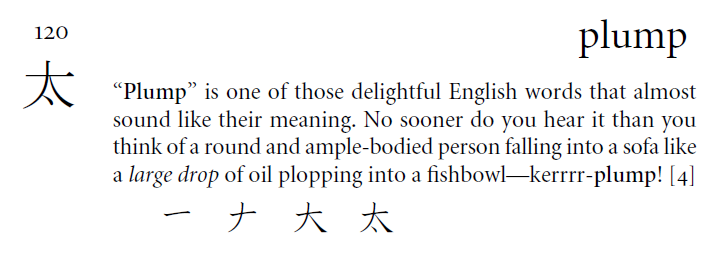 120
plump
太
“Plump” is one of those delightful English words that almost
sound like their meaning. No sooner do you hear it than you
think of a round and ample-bodied person falling into a sofa like
a large drop of oil plopping into a fishbowl—kerrrr-plump! [4]
一 ナ 大 太